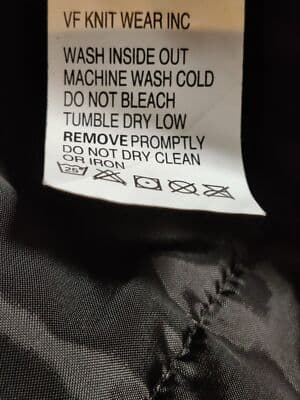 VF KNIT WEAR INC
WASH INSIDE OUT
MACHINE WASH COLD
DO NOT BLEACH
TUMBLE DRY LOW
REMOVE PROMPTLY
DO NOT DRY CLEAN
OR IRON
26